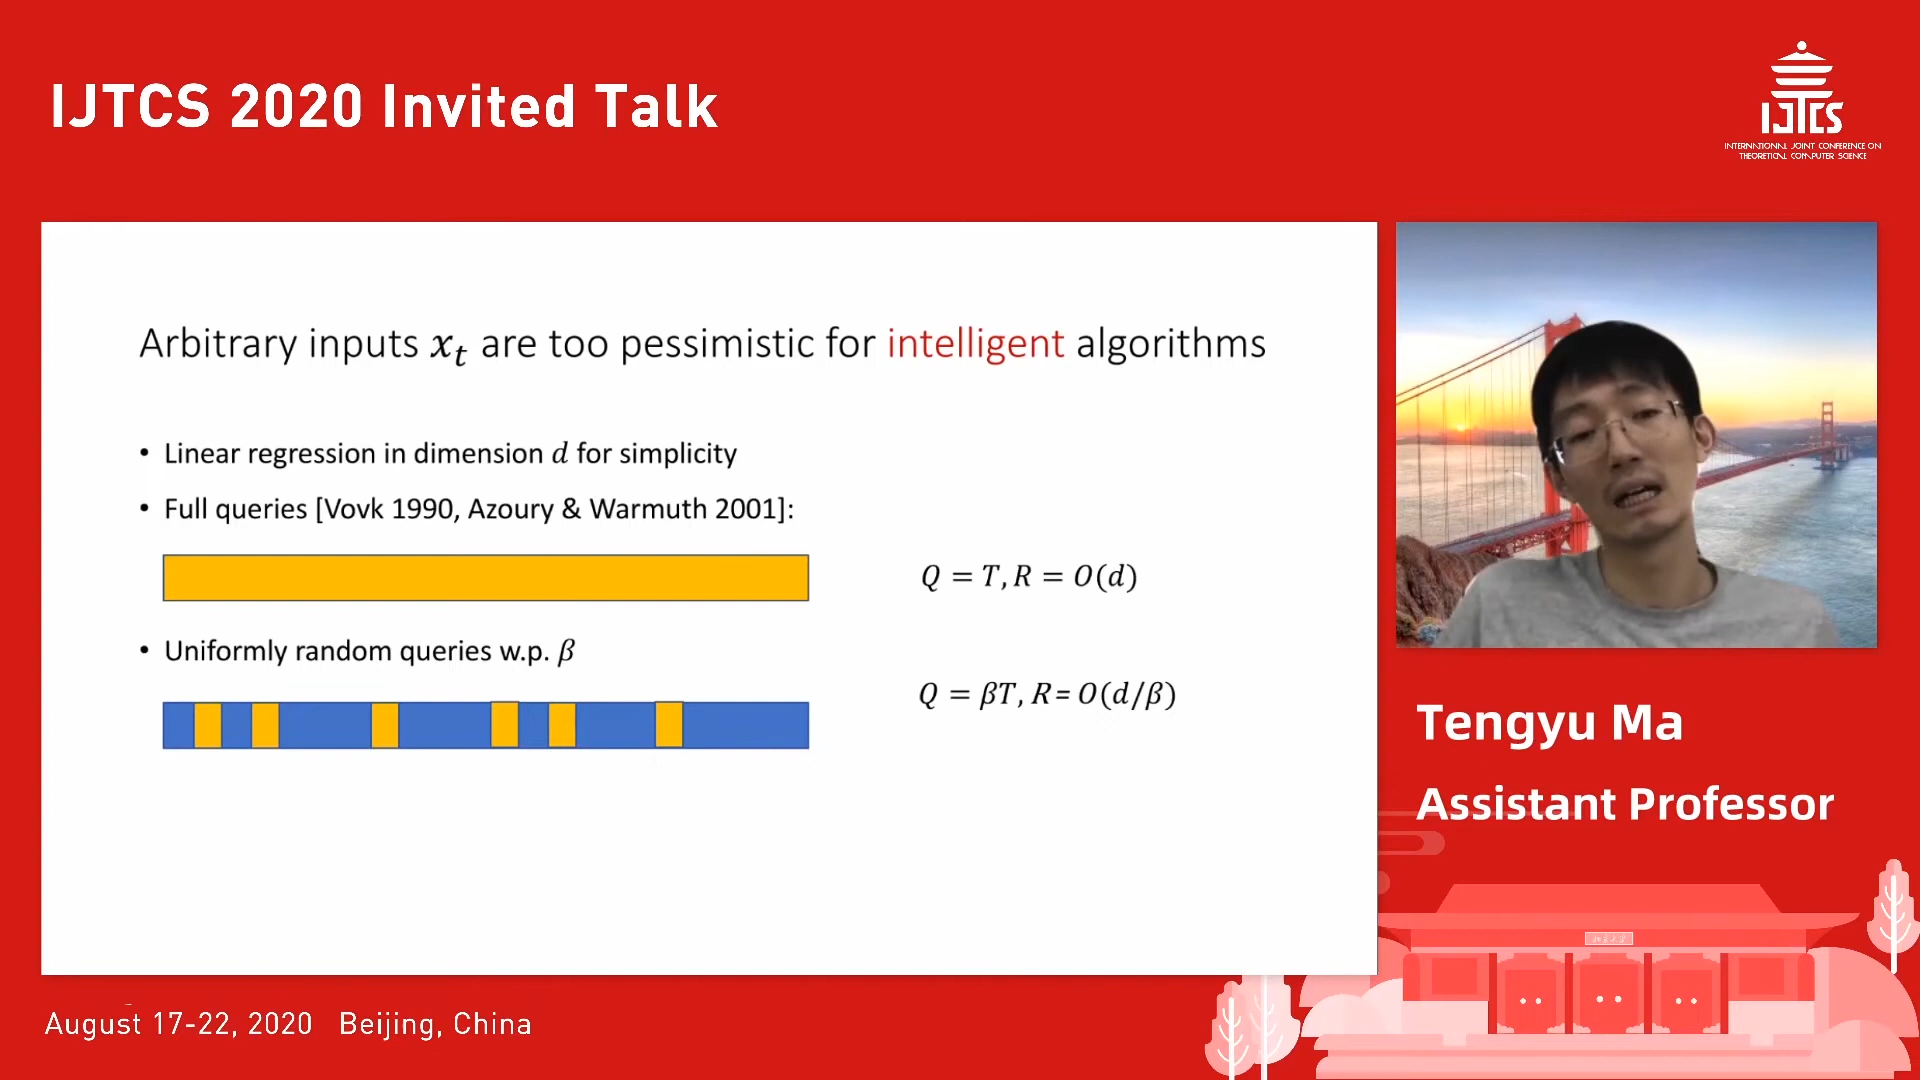 IJTCS 2020 Invited Talk
IJTCS
INTERNATIONAL JOINT CONFERENCE ON
THEORETICAL COMPUTER SCIENCE
Arbitrary inputs xₜ are too pessimistic for intelligent algorithms
• Linear regression in dimension d for simplicity
• Full queries [Vovk 1990, Azoury & Warmuth 2001]:
Q = T, R = O(d)
• Uniformly random queries w.p. β
Q = βT, R= O(d/β)
Tengyu Ma
Assistant Professor
August 17-22, 2020 Beijing, China